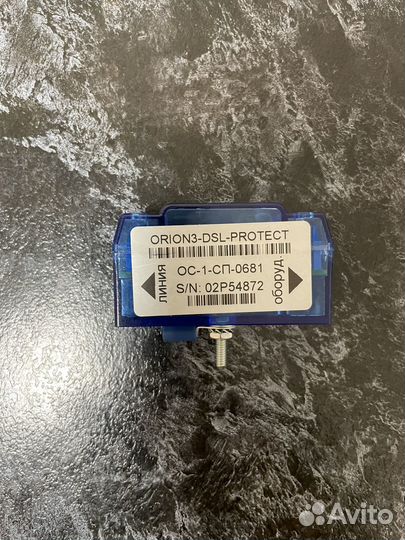 ORION3-DSL-PROTECT
ЛИНИЯ
ОС-1-СП-0681
S/N: 02P54872
оборуд
Avito